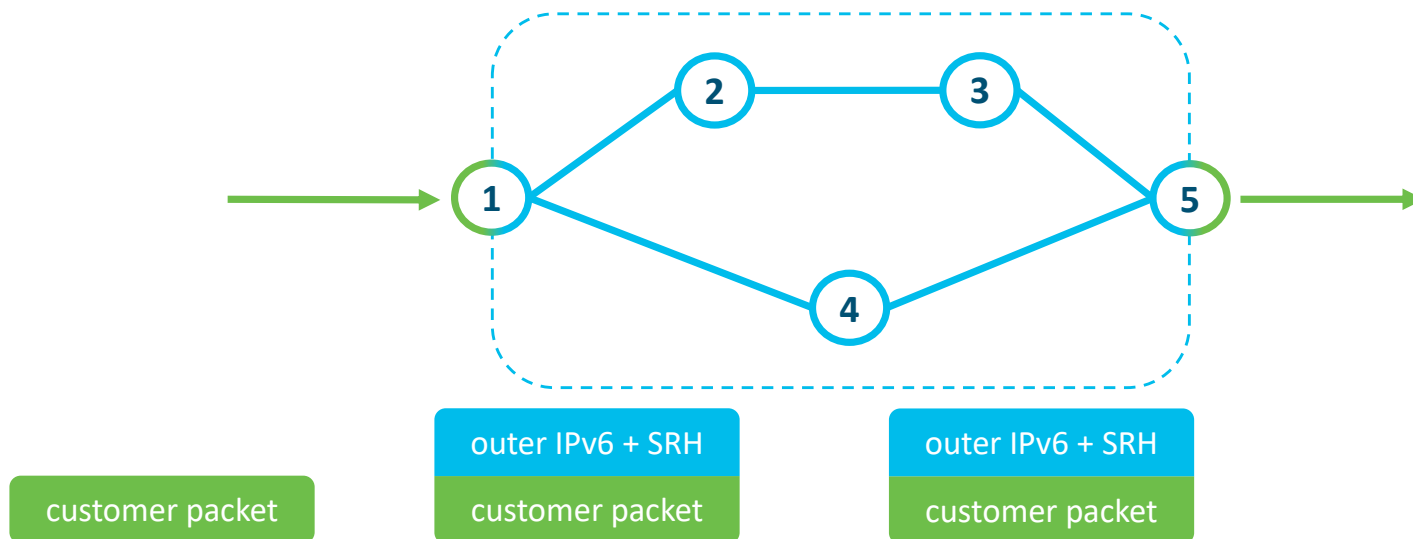 2
3
1
5
4
outer IPv6 + SRH
outer IPv6 + SRH
customer packet
customer packet
customer packet